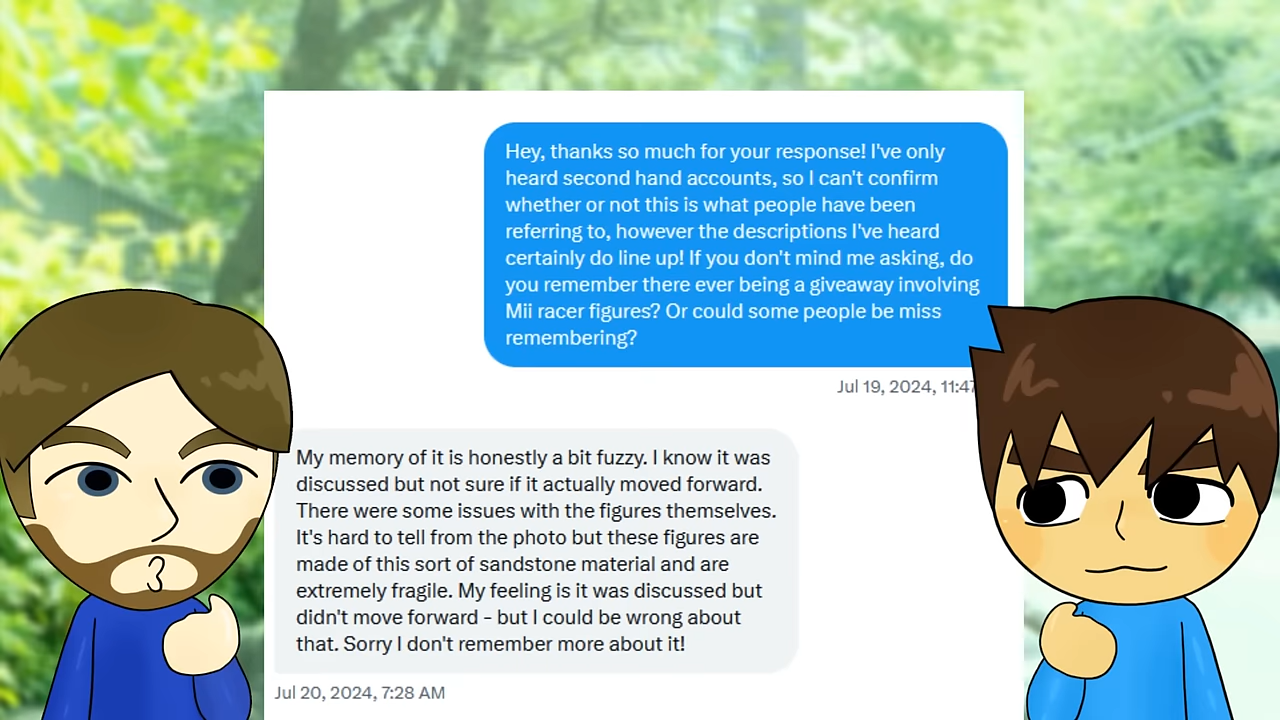 Hey, thanks so much for your response! I've only
heard second hand accounts, so I can't confirm
whether or not this is what people have been
referring to, however the descriptions I've heard
certainly do line up! If you don't mind me asking, do
you remember there ever being a giveaway involving
Mii racer figures? Or could some people be miss
remembering?
Jul 19, 2024, 11:47
My memory of it is honestly a bit fuzzy. I know it was
discussed but not sure if it actually moved forward.
There were some issues with the figures themselves.
It's hard to tell from the photo but these figures are
made of this sort of sandstone material and are
extremely fragile. My feeling is it was discussed but
didn't move forward - but I could be wrong about
that. Sorry I don't remember more about it!
Jul 20, 2024, 7:28 AM